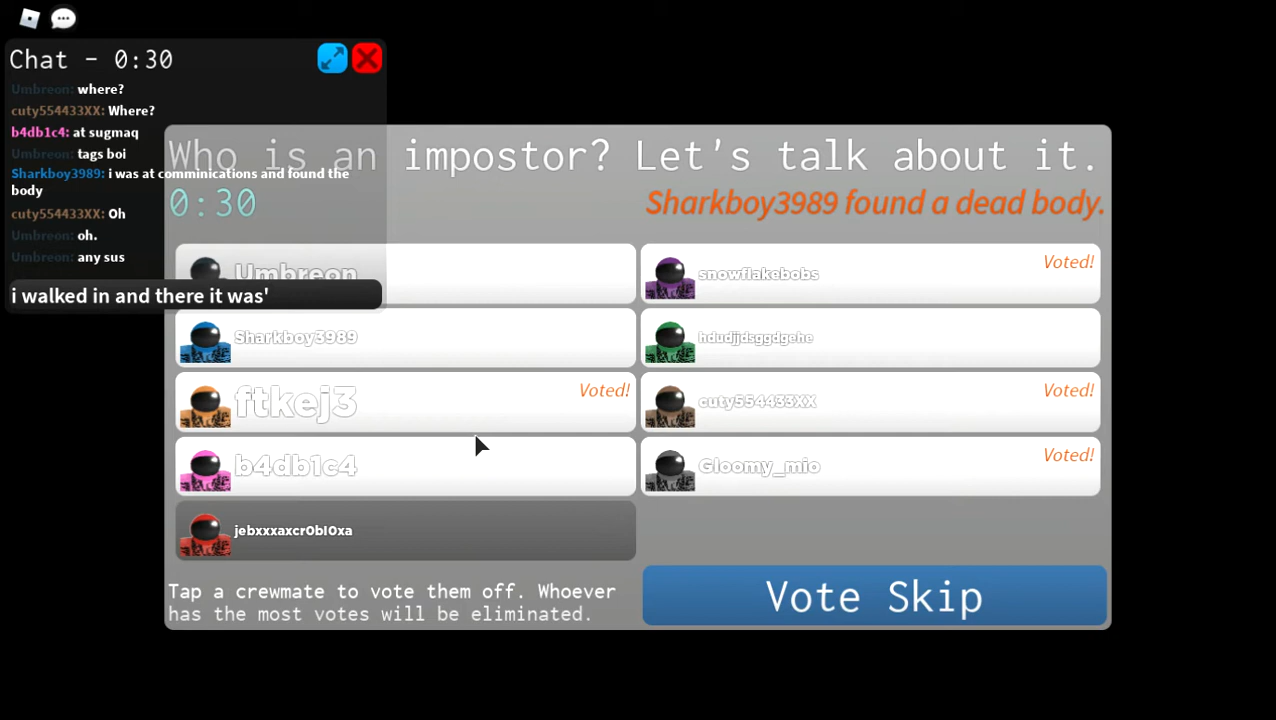 Chat - 0:30
Umbreon: where?
cuty554433XX: Where?
b4db1c4: at sugmaq
Umbreon: tags boi
Sharkboy3989: i was at comminications and found the
body
cuty554433XX: Oh
Umbreon: oh.
Umbreon: any sus
i walked in and there it was'
Who is an impostor? Let's talk about it.
0:30
Sharkboy3989 found a dead body.
Umbreon
snowflakebobs
Voted!
Sharkboy3989
hdudjjdsggdgehe
ftkej3
Voted!
cuty554433XX
Voted!
b4db1c4
Gloomy_mio
Voted!
jebxxxaxcr0bl0xa
Tap a crewmate to vote them off. Whoever
has the most votes will be eliminated.
Vote Skip